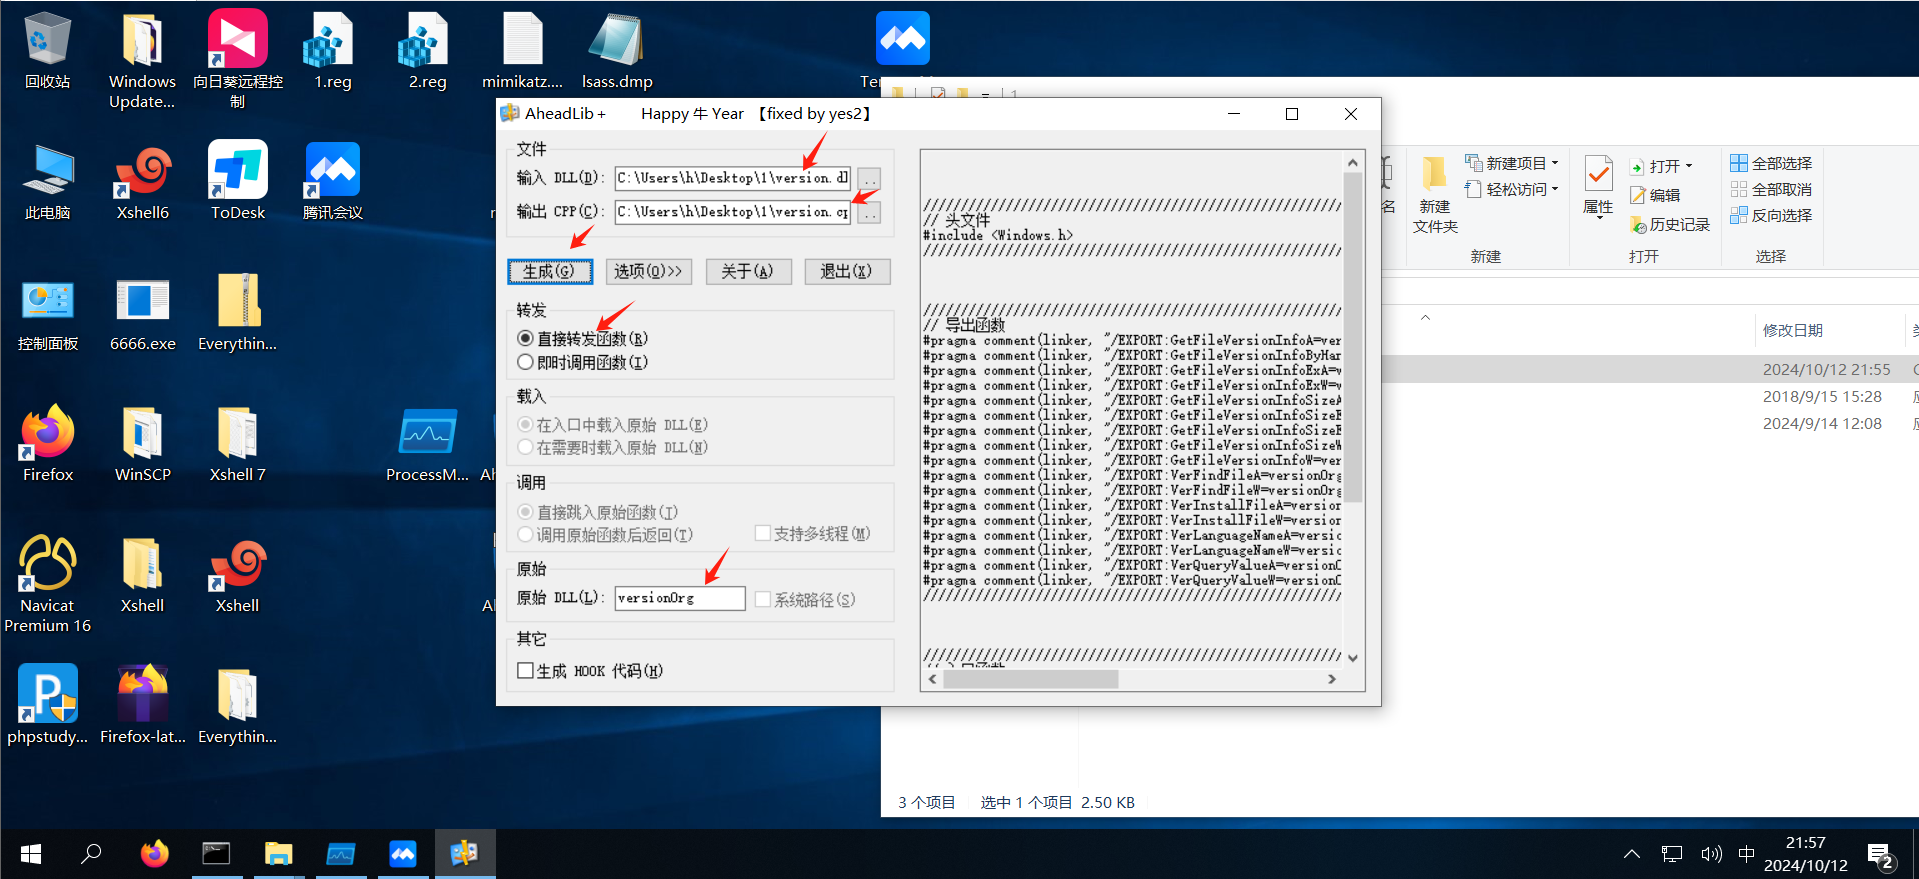 回收站
Windows
Update...
向日葵远程控
制
1.reg
2.reg
mimikatz....
lsass.dmp
此电脑
Xshell6
ToDesk
腾讯会议
控制面板
6666.exe
Everythin...
Firefox
WinSCP
Xshell 7
ProcessM...
Navicat
Premium 16
Xshell
Xshell
phpstudy...
Firefox-lat...
Everythin...
AheadLib+ Happy 牛 Year 【fixed by yes2】
文件
输入 DLL(D): C:\Users\h\Desktop\1\version.dl
..
输出 CPP(C): C:\Users\h\Desktop\1\version.cp
..
生成(G) 选项(O)>> 关于(A) 退出(X)
转发
直接转发函数(R)
即时调用函数(I)
载入
在入口中载入原始 DLL(E)
在需要时载入原始 DLL(N)
调用
直接跳入原始函数(J)
调用原始函数后返回(T) 支持多线程(M)
原始
原始 DLL(L): versionOrg 系统路径(S)
其它
生成 HOOK 代码(H)
////////////////////////////////////////////////////////
// 头文件
#include <Windows.h>
////////////////////////////////////////////////////////
////////////////////////////////////////////////////////
// 导出函数
#pragma comment(linker, "/EXPORT:GetFileVersionInfoA=ver
#pragma comment(linker, "/EXPORT:GetFileVersionInfoByHan
#pragma comment(linker, "/EXPORT:GetFileVersionInfoExA=v
#pragma comment(linker, "/EXPORT:GetFileVersionInfoExW=v
#pragma comment(linker, "/EXPORT:GetFileVersionInfoSizeA
#pragma comment(linker, "/EXPORT:GetFileVersionInfoSizeE
#pragma comment(linker, "/EXPORT:GetFileVersionInfoSizeE
#pragma comment(linker, "/EXPORT:GetFileVersionInfoSizeW
#pragma comment(linker, "/EXPORT:GetFileVersionInfoW=ver
#pragma comment(linker, "/EXPORT:VerFindFileA=versionOrg
#pragma comment(linker, "/EXPORT:VerFindFileW=versionOrg
#pragma comment(linker, "/EXPORT:VerInstallFileA=version
#pragma comment(linker, "/EXPORT:VerInstallFileW=version
#pragma comment(linker, "/EXPORT:VerLanguageNameA=versio
#pragma comment(linker, "/EXPORT:VerLanguageNameW=versio
#pragma comment(linker, "/EXPORT:VerQueryValueA=versionO
#pragma comment(linker, "/EXPORT:VerQueryValueW=versionO
////////////////////////////////////////////////////////
////////////////////////////////////////////////////////
1
名
新建
文件夹
新建项目
轻松访问
新建
属性
打开
编辑
历史记录
打开
全部选择
全部取消
反向选择
选择
修改日期
2024/10/12 21:55
2018/9/15 15:28
2024/9/14 12:08
3 个项目 选中 1 个项目 2.50 KB
中
21:57
2024/10/12
2